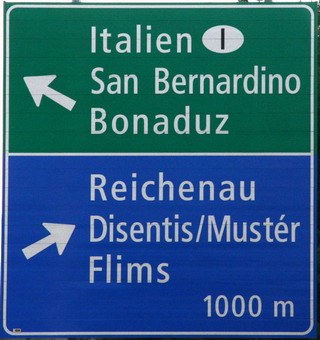 Italien I
San Bernardino
Bonaduz
Reichenau
Disentis/Mustér
Flims
1000 m